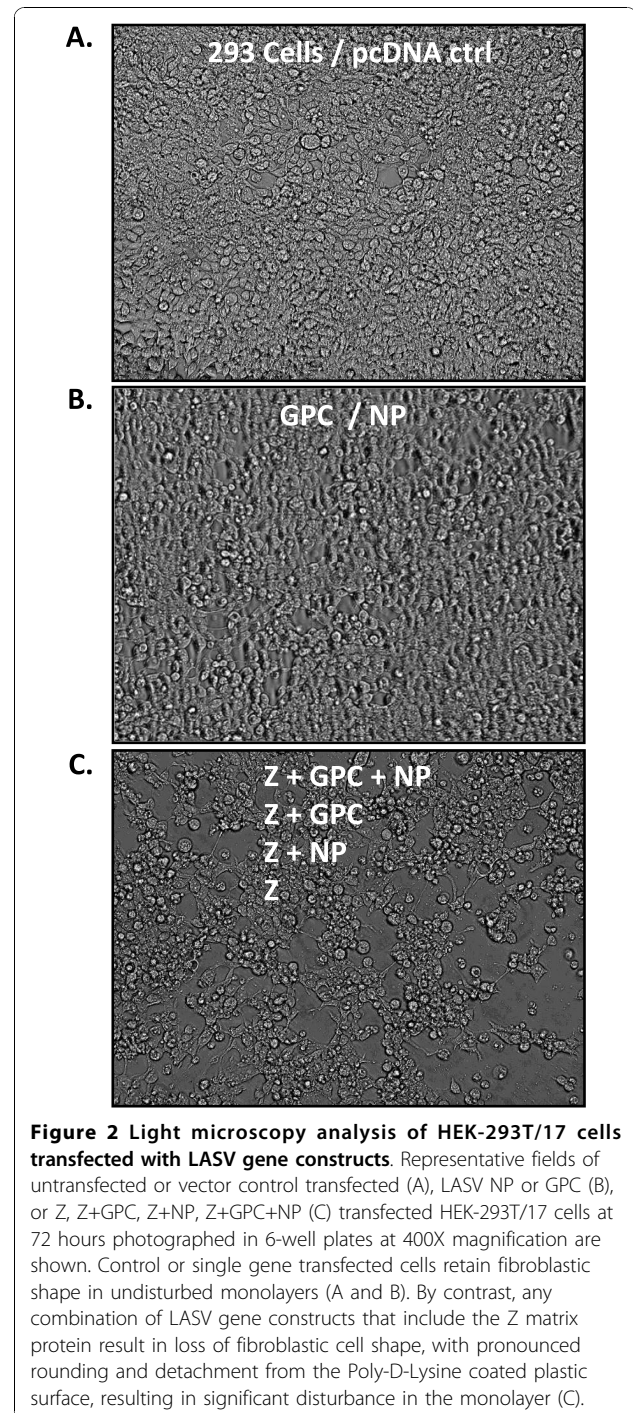 A.
293 Cells / pcDNA ctrl
B.
GPC / NP
C.
Z + GPC + NP
Z + GPC
Z + NP
Z
Figure 2 Light microscopy analysis of HEK-293T/17 cells
transfected with LASV gene constructs. Representative fields of
untransfected or vector control transfected (A), LASV NP or GPC (B),
or Z, Z+GPC, Z+NP, Z+GPC+NP (C) transfected HEK-293T/17 cells at
72 hours photographed in 6-well plates at 400X magnification are
shown. Control or single gene transfected cells retain fibroblastic
shape in undisturbed monolayers (A and B). By contrast, any
combination of LASV gene constructs that include the Z matrix
protein result in loss of fibroblastic cell shape, with pronounced
rounding and detachment from the Poly-D-Lysine coated plastic
surface, resulting in significant disturbance in the monolayer (C).